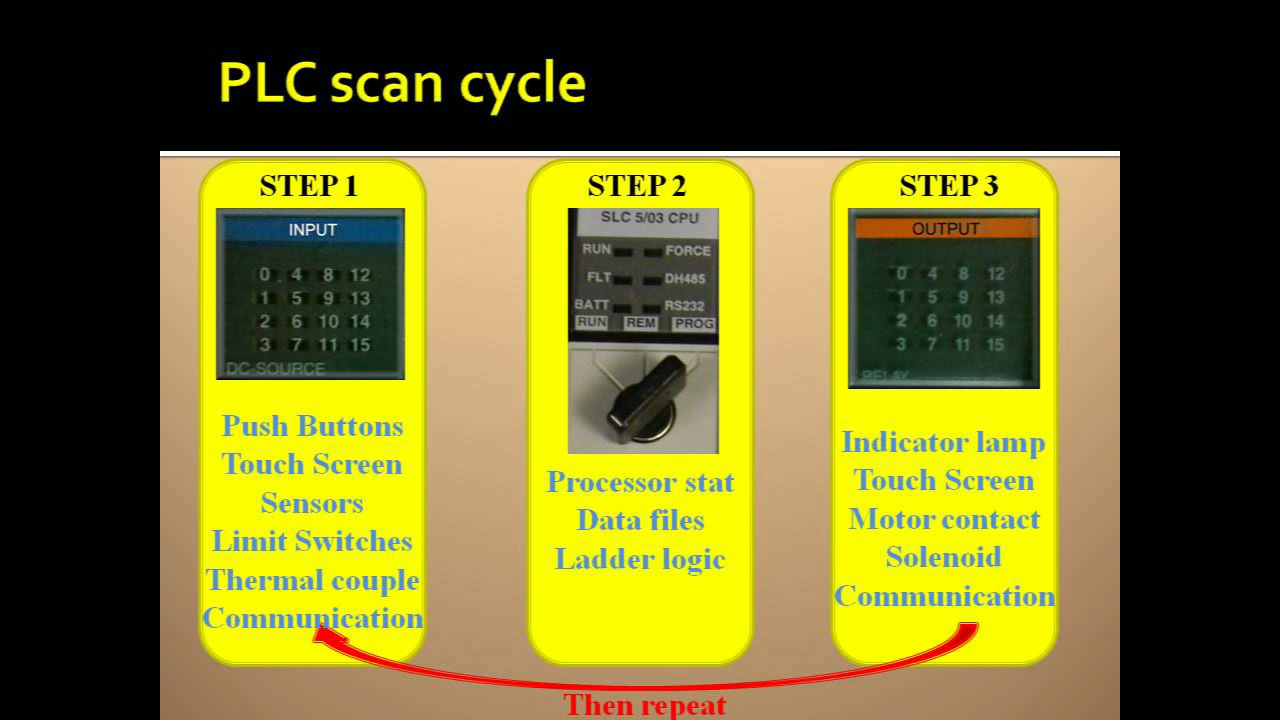 PLC scan cycle
STEP 1
INPUT
0 4 8 12
1 5 9 13
2 6 10 14
3 7 11 15
DC-SOURCE
Push Buttons
Touch Screen
Sensors
Limit Switches
Thermal couple
Communication
STEP 2
SLC 5/03 CPU
RUN FORCE
FLT DH485
BATT RS232
RUN REM PROG
Processor stat
Data files
Ladder logic
STEP 3
OUTPUT
0 4 8 12
1 5 9 13
2 6 10 14
3 7 11 15
RELAY
Indicator lamp
Touch Screen
Motor contact
Solenoid
Communication
Then repeat